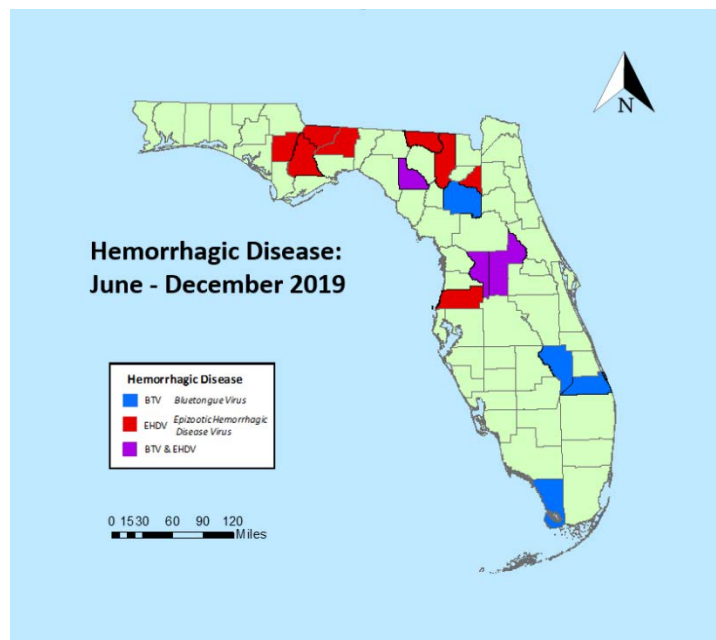 N
Hemorrhagic Disease:
June - December 2019
Hemorrhagic Disease
BTV Bluetongue Virus
EHDV Epizootic Hemorrhagic
Disease Virus
BTV & EHDV
0 15 30 60 90 120
Miles